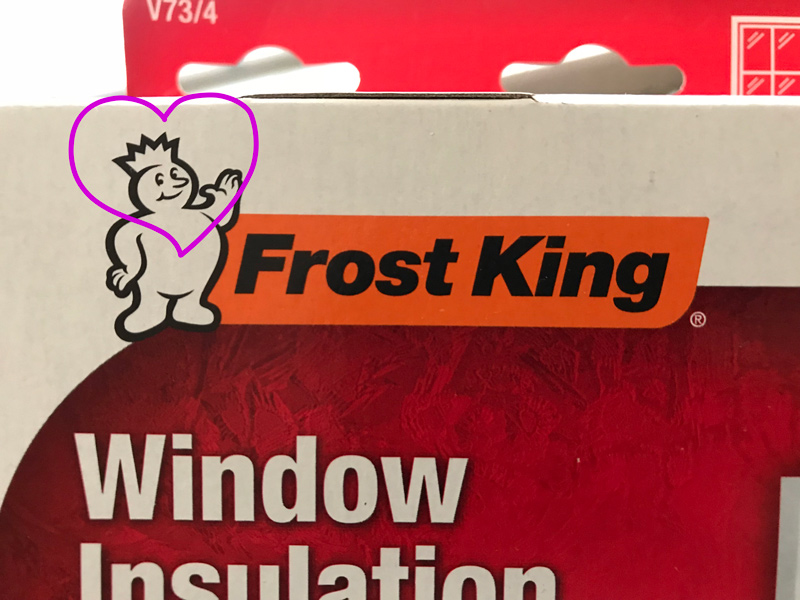 V73/4
Frost King
®
Window
Insulation